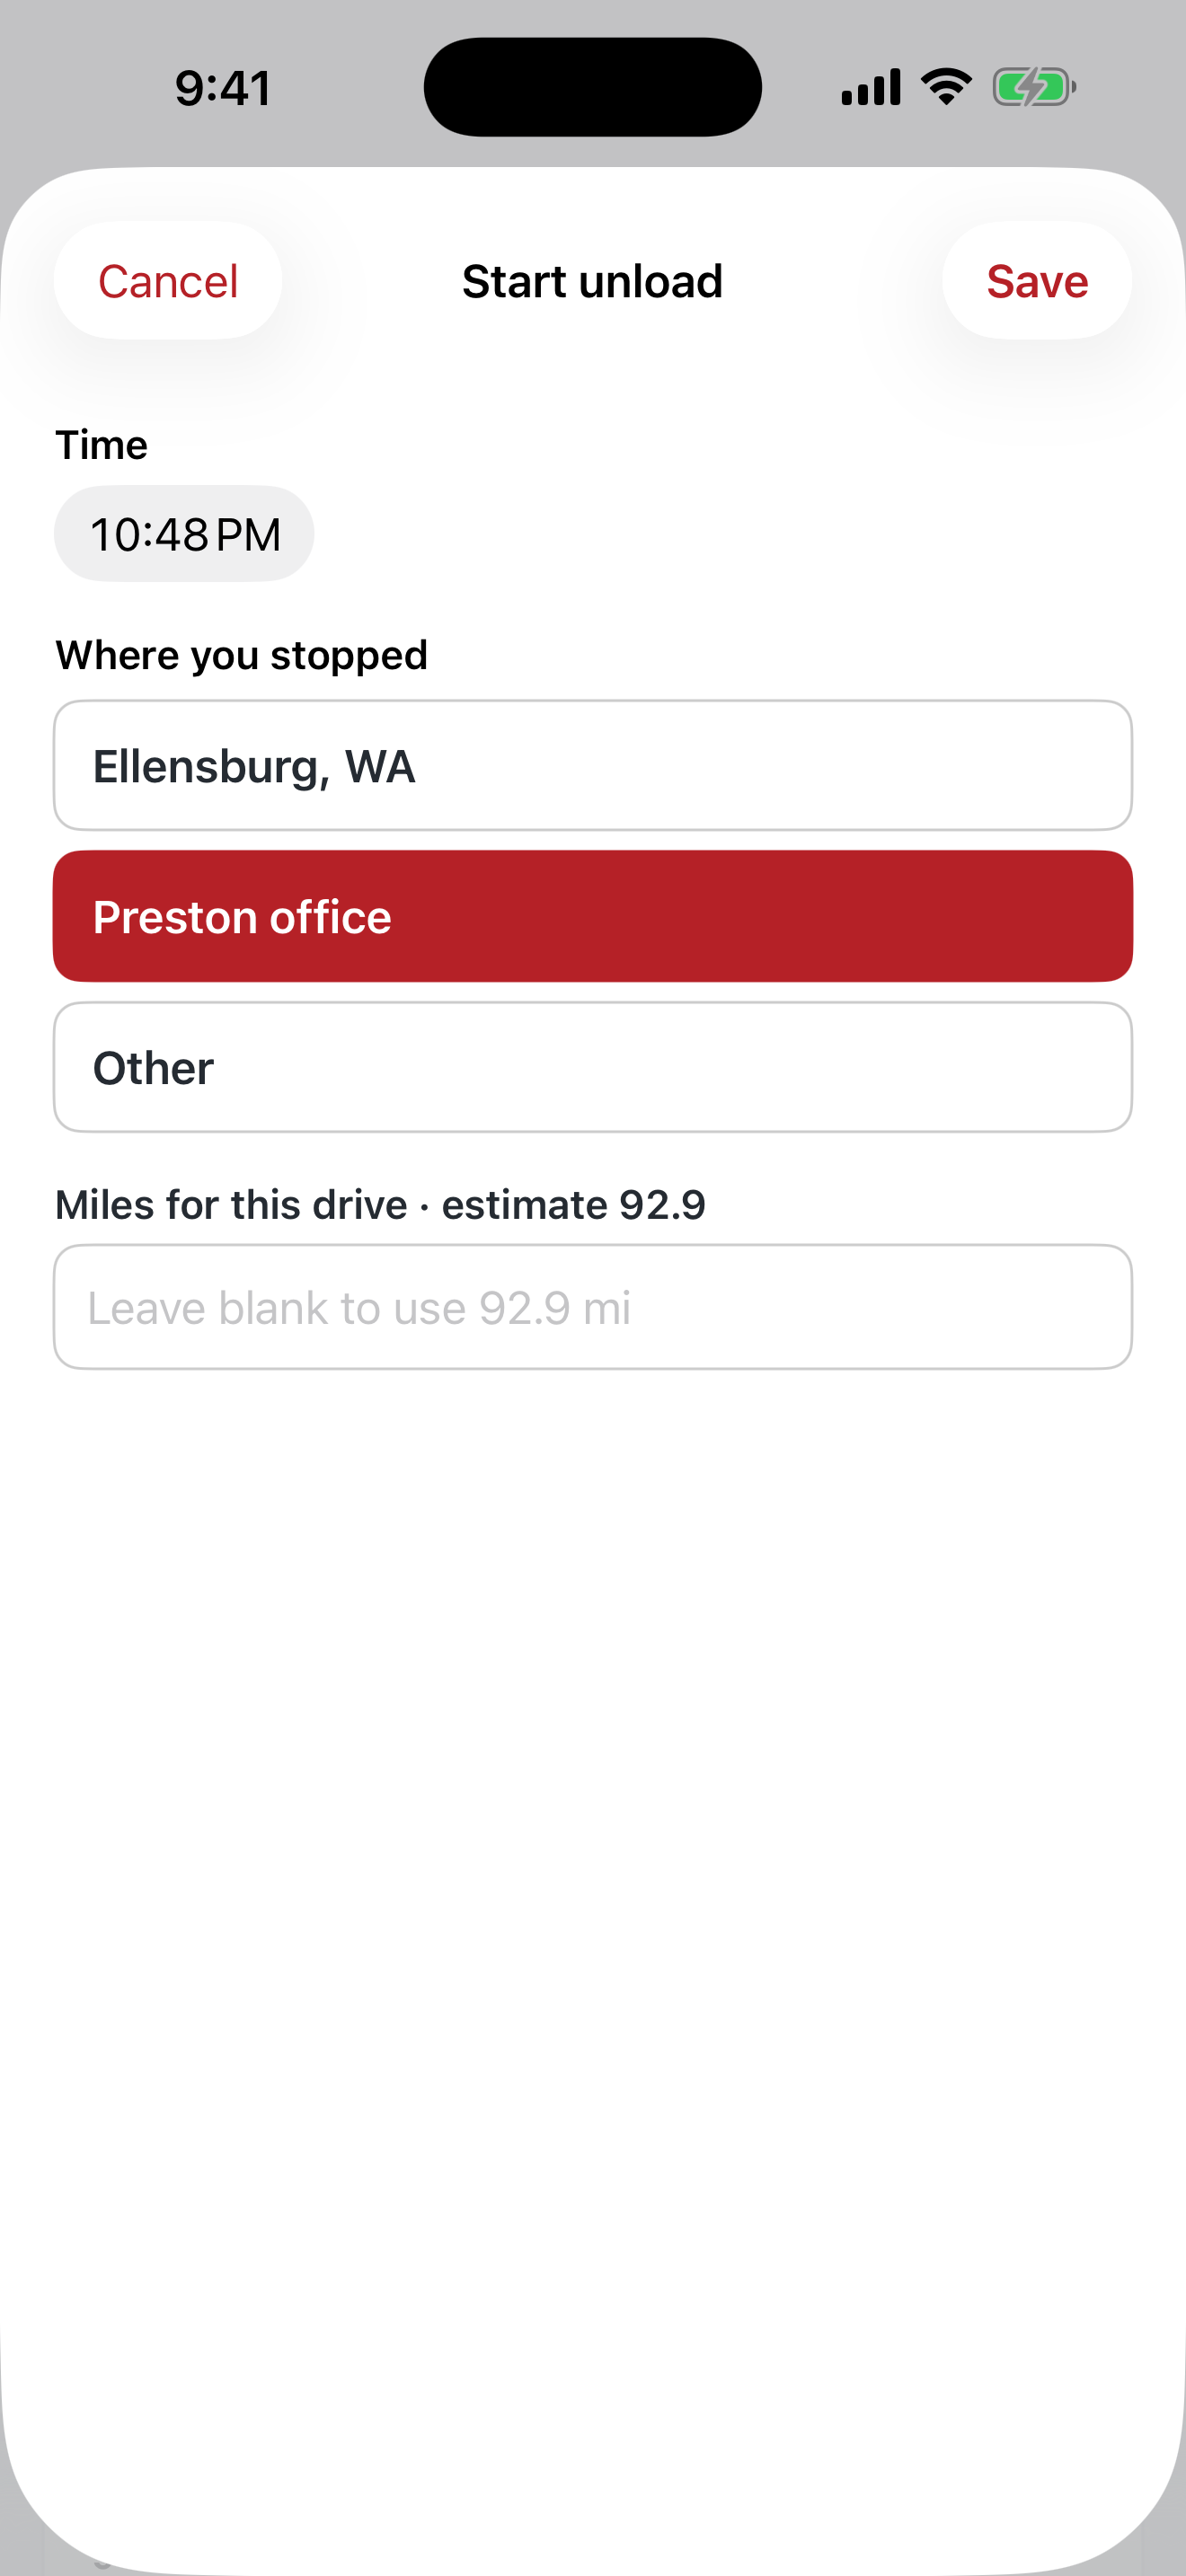 9:41
Cancel
Start unload
Save
Time
10:48 PM
Where you stopped
Ellensburg, WA
Preston office
Other
Miles for this drive · estimate 92.9
Leave blank to use 92.9 mi